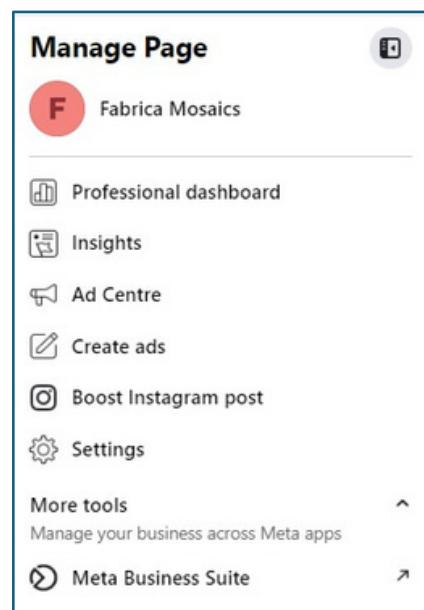 Manage Page
F
Fabrica Mosaics
Professional dashboard
Insights
Ad Centre
Create ads
Boost Instagram post
Settings
More tools
Manage your business across Meta apps
Meta Business Suite